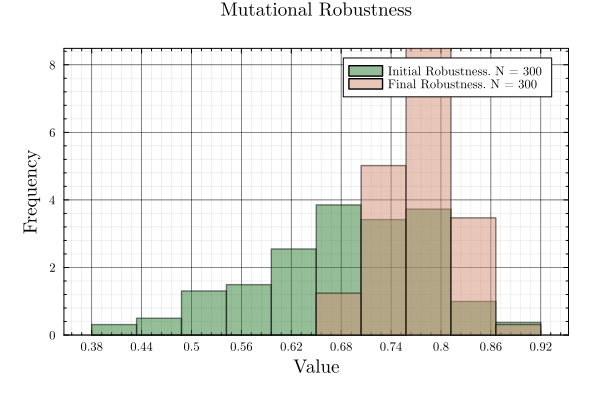 Mutational Robustness
Initial Robustness. N = 300
Final Robustness. N = 300
Frequency
8
6
4
2
0
0.38 0.44 0.5 0.56 0.62 0.68 0.74 0.8 0.86 0.92
Value